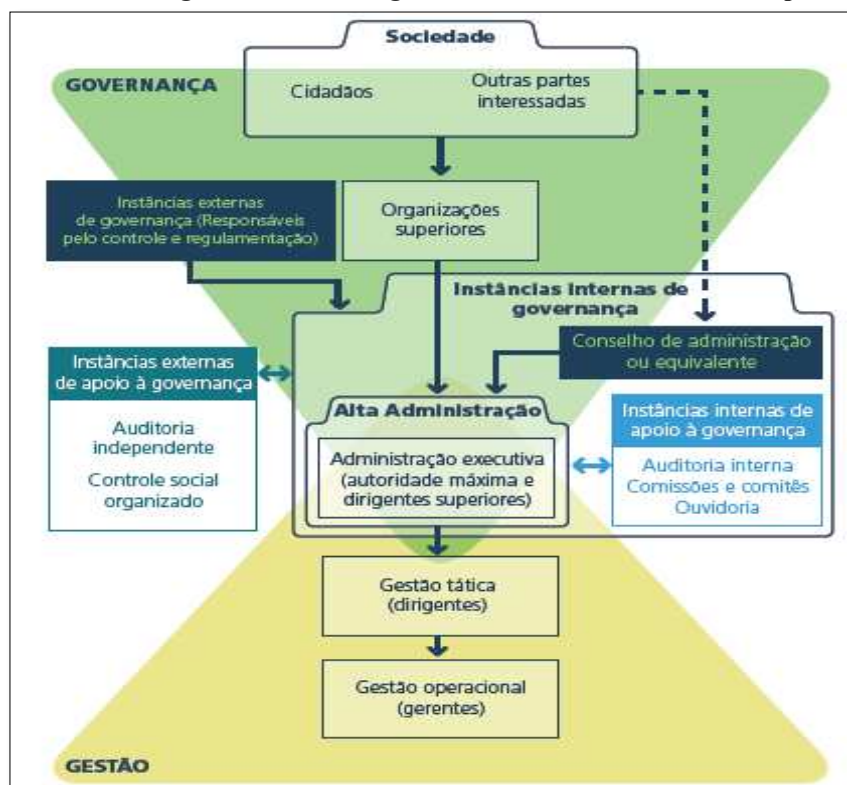 Sociedade
GOVERNANÇA
Cidadãos
Outras partes
interessadas
Instâncias externas
de governança (Responsáveis
pelo controle e regulamentação)
Organizações
superiores
Instâncias internas de
governança
Conselho de administração
ou equivalente
Instâncias externas
de apoio à governança
Auditoria
independente
Controle social
organizado
Alta Administração
Administração executiva
(autoridade máxima e
dirigentes superiores)
Instâncias internas de
apoio à governança
Auditoria interna
Comissões e comitês
Ouvidoria
Gestão tática
(dirigentes)
Gestão operacional
(gerentes)
GESTÃO